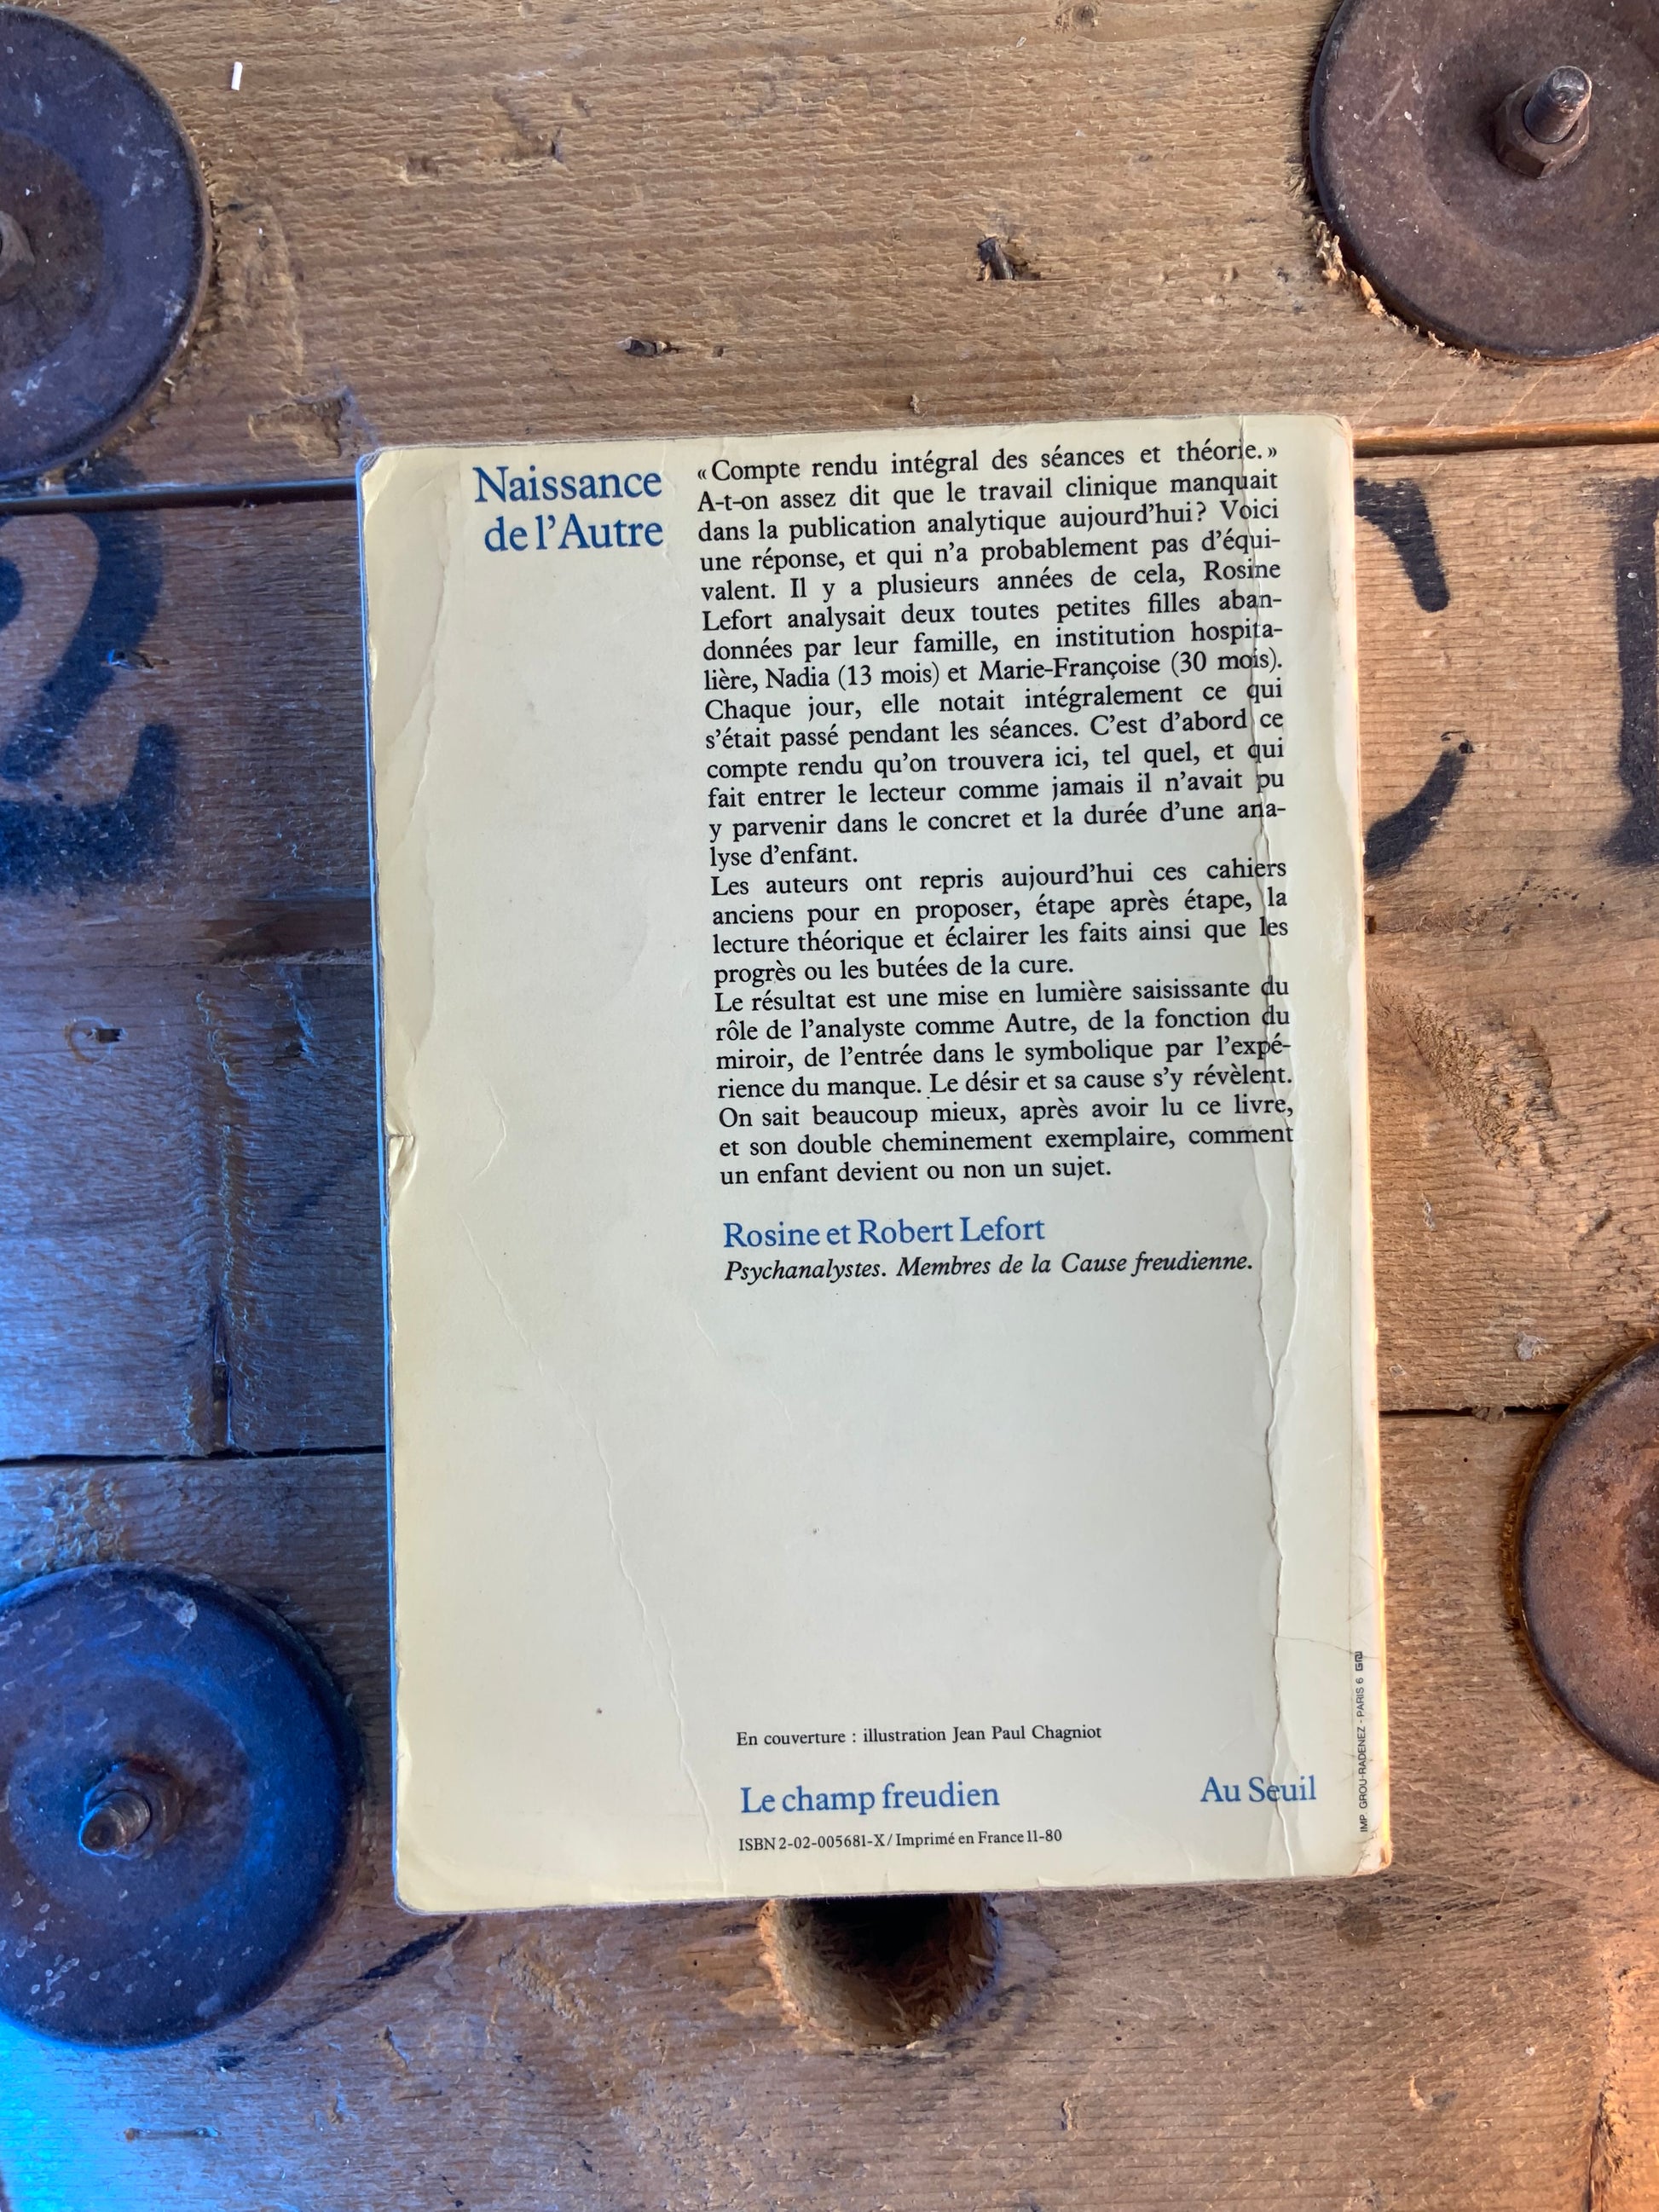 Naissance
de l'Autre
« Compte rendu intégral des séances et théorie. »
A-t-on assez dit que le travail clinique manquait
dans la publication analytique aujourd'hui? Voici
une réponse, et qui n'a probablement pas d'équi-
valent. Il y a plusieurs années de cela, Rosine
Lefort analysait deux toutes petites filles aban-
données par leur famille, en institution hospita-
lière, Nadia (13 mois) et Marie-Françoise (30 mois).
Chaque jour, elle notait intégralement ce qui
s'était passé pendant les séances. C'est d'abord ce
compte rendu qu'on trouvera ici, tel quel, et qui
fait entrer le lecteur comme jamais il n'avait pu
y parvenir dans le concret et la durée d'une ana-
lyse d'enfant.
Les auteurs ont repris aujourd'hui ces cahiers
anciens pour en proposer, étape après étape, la
lecture théorique et éclairer les faits ainsi que les
progrès ou les butées de la cure.
Le résultat est une mise en lumière saisissante du
rôle de l'analyste comme Autre, de la fonction du
miroir, de l'entrée dans le symbolique par l'expé-
rience du manque. Le désir et sa cause s'y révèlent.
On sait beaucoup mieux, après avoir lu ce livre,
et son double cheminement exemplaire, comment
un enfant devient ou non un sujet.
Rosine et Robert Lefort
Psychanalystes. Membres de la Cause freudienne.
En couverture : illustration Jean Paul Chagniot
Le champ freudien
Au Seuil
ISBN 2-02-005681-X / Imprimé en France 11-80
IMP. GROU-RADENEZ - PARIS 6